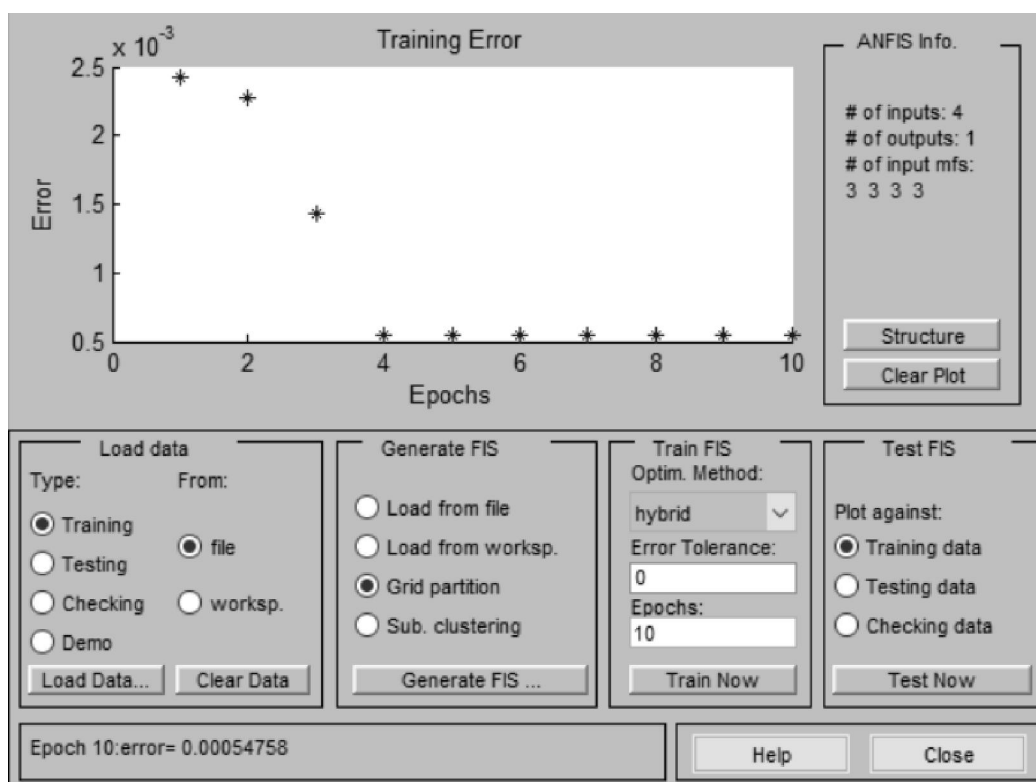 x 10-3
Training Error
2.5
2
1.5
1
0.5
Error
0 2 4 6 8 10
Epochs
ANFIS Info.
# of inputs: 4
# of outputs: 1
# of input mfs:
3 3 3 3
Structure
Clear Plot
Load data
Type: From:
Training
file
Testing
Checking
worksp.
Demo
Load Data... Clear Data
Generate FIS
Load from file
Load from worksp.
Grid partition
Sub. clustering
Generate FIS ...
Train FIS
Optim. Method:
hybrid
Error Tolerance:
0
Epochs:
10
Train Now
Test FIS
Plot against:
Training data
Testing data
Checking data
Test Now
Epoch 10:error= 0.00054758
Help Close